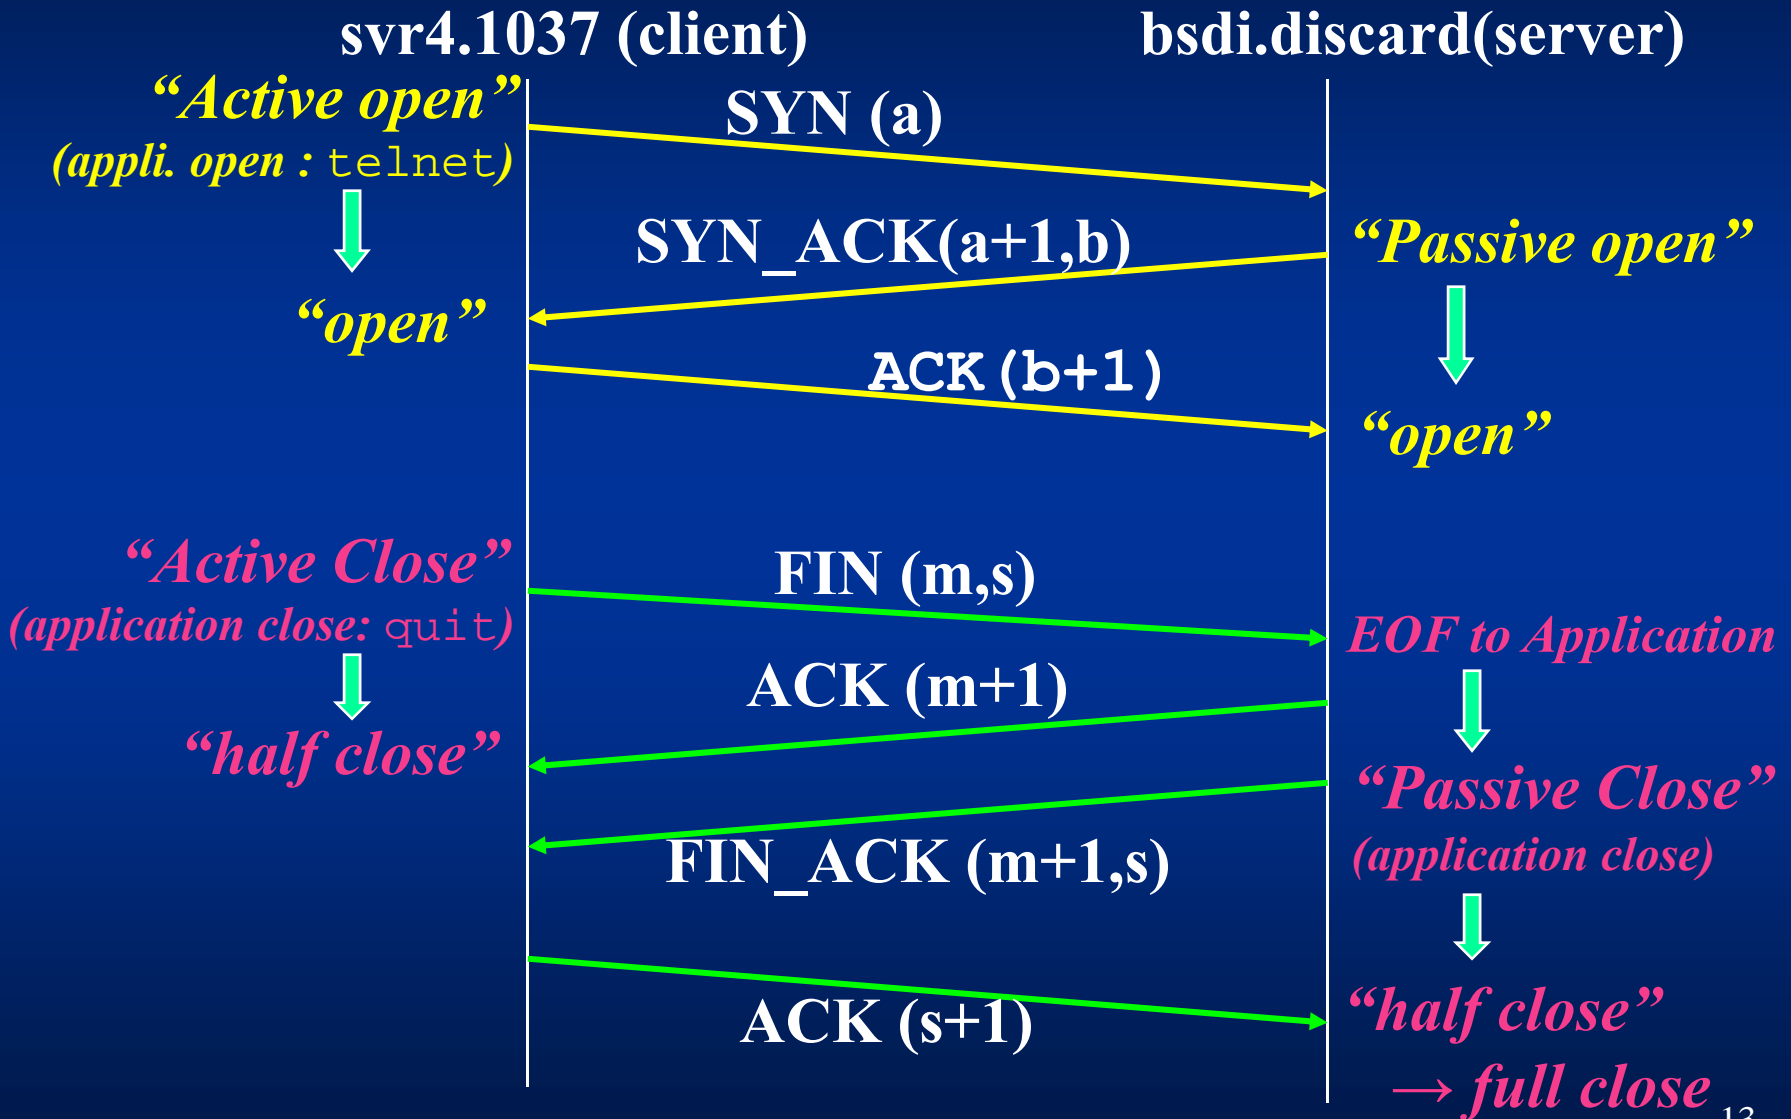 svr4.1037 (client)
bsdi.discard(server)
“Active open”
(appli. open : telnet)
SYN (a)
SYN_ACK(a+1,b)
“Passive open”
“open”
ACK(b+1)
“open”
“Active Close”
(application close: quit)
FIN (m,s)
EOF to Application
ACK (m+1)
“half close”
“Passive Close”
(application close)
FIN_ACK (m+1,s)
ACK (s+1)
“half close”
→ full close
13